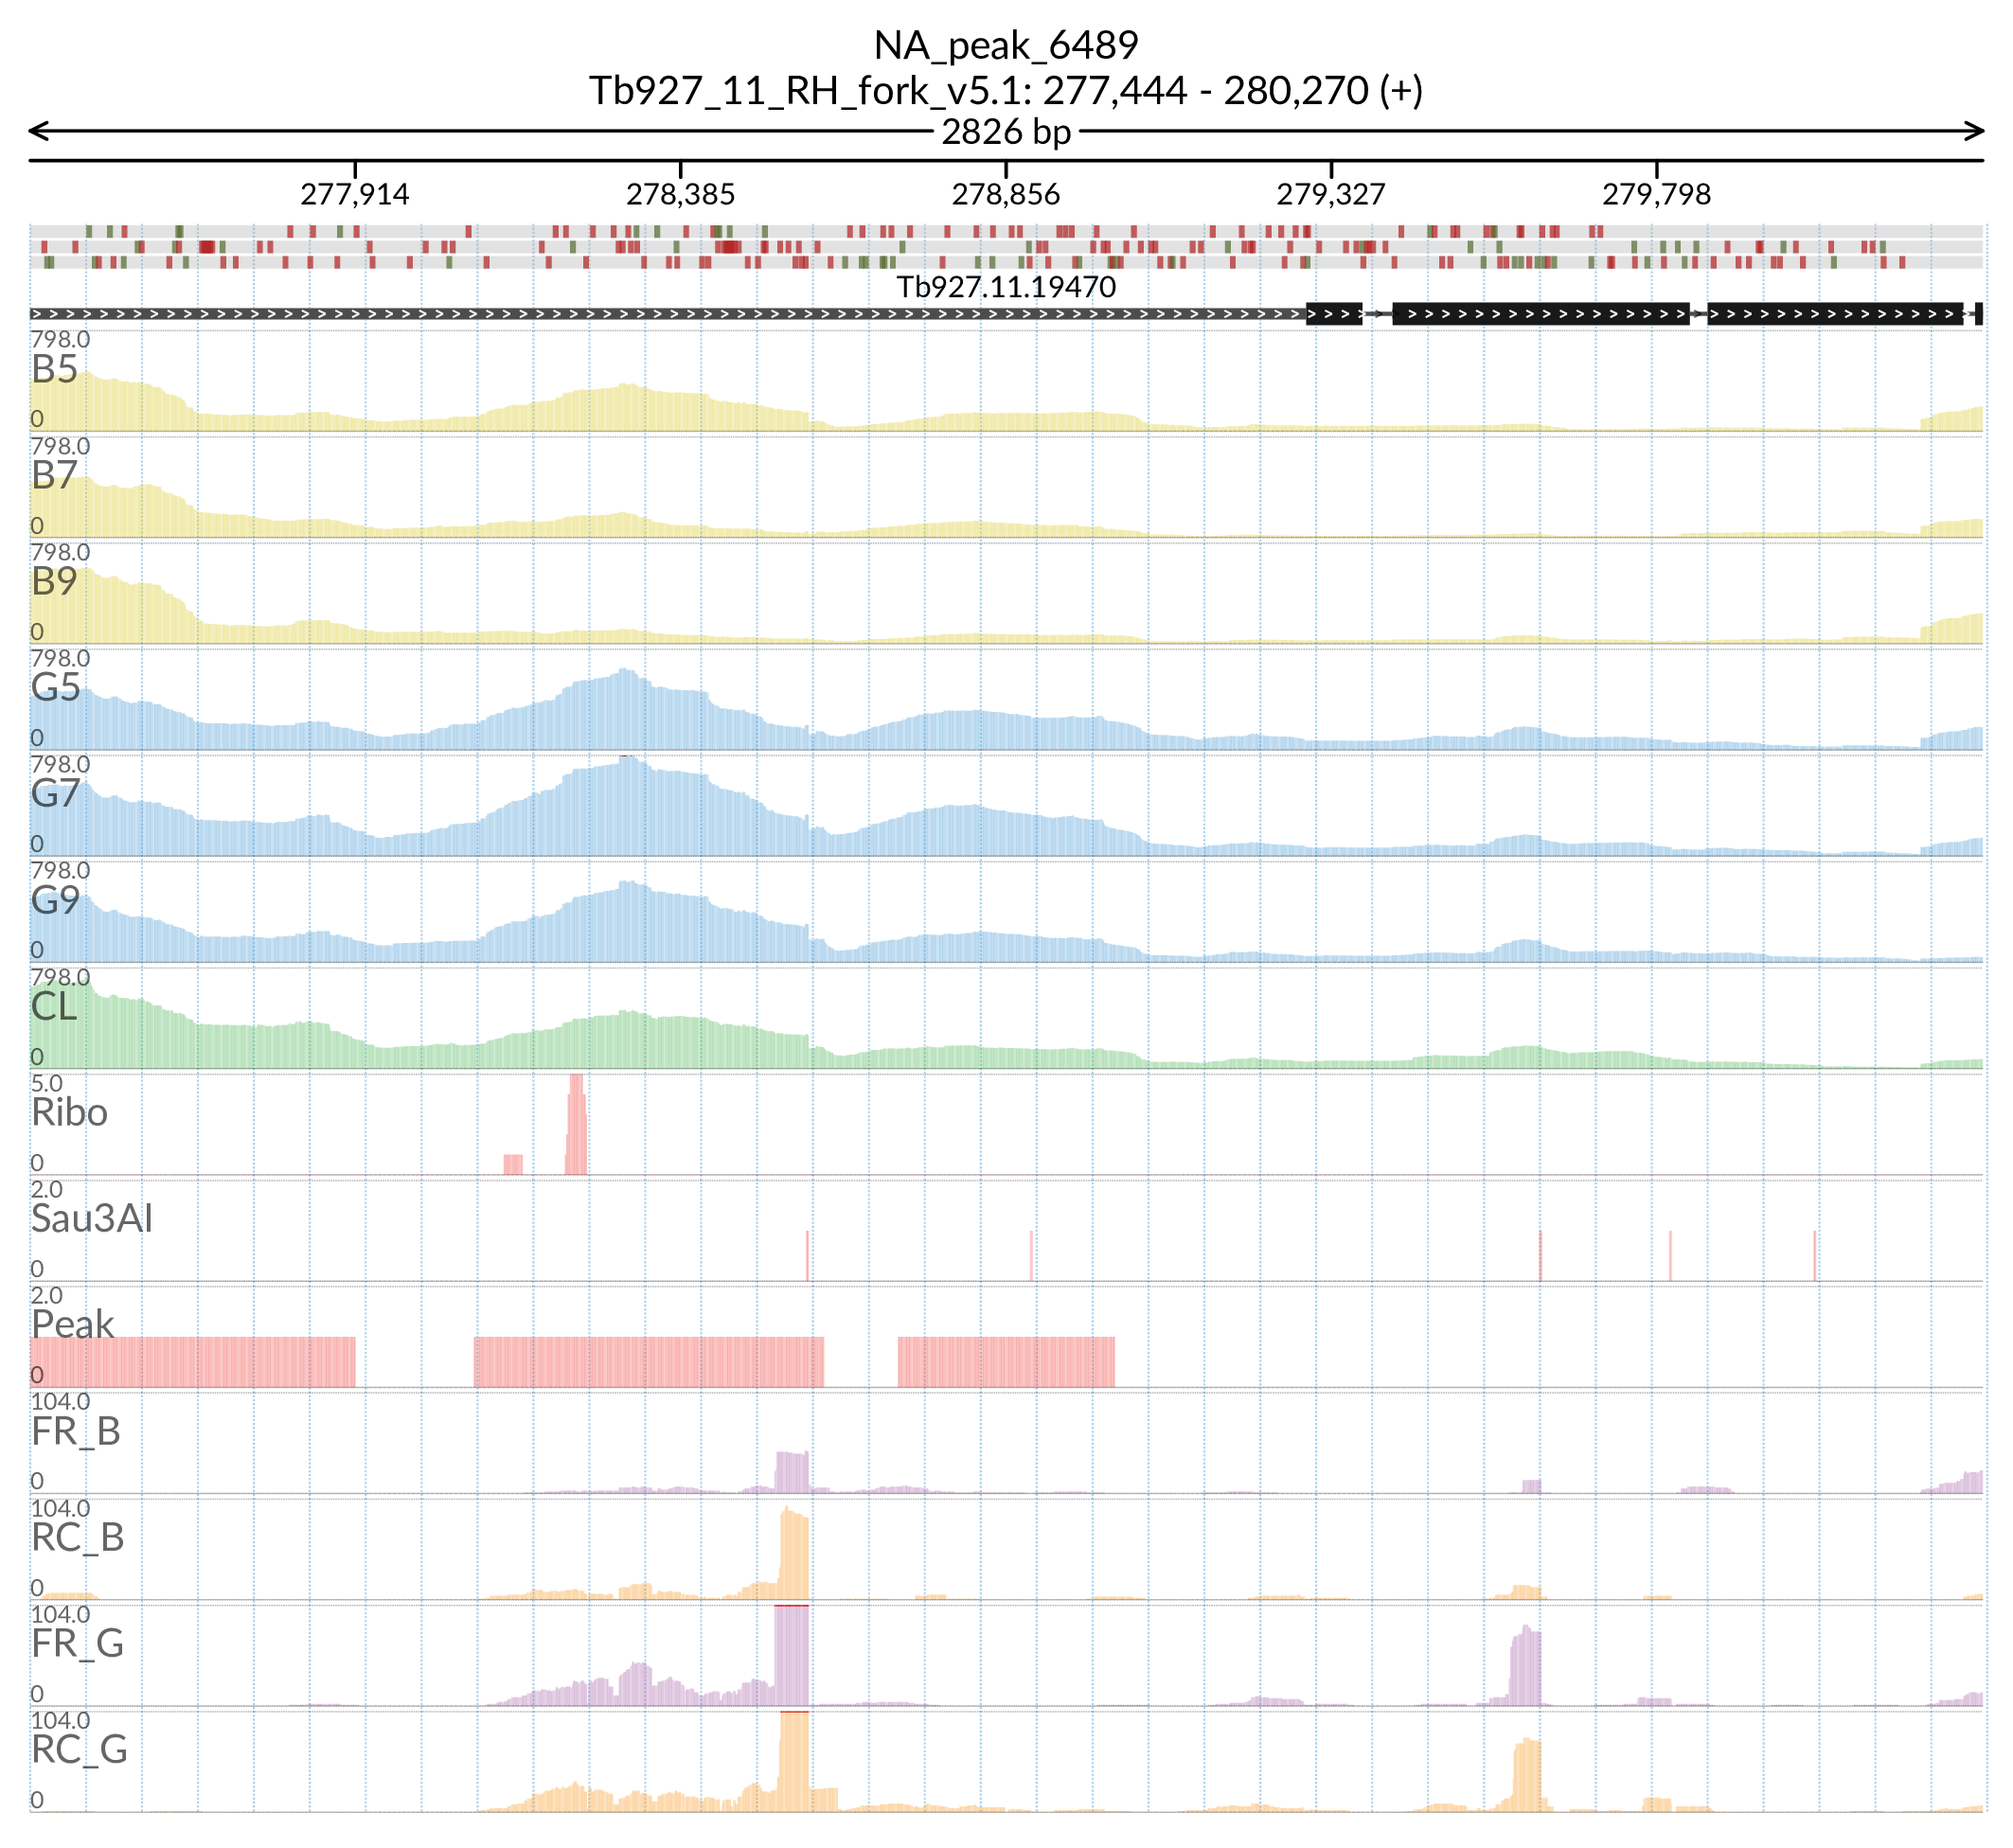 NA_peak_6489
Tb927_11_RH_fork_v5.1: 277,444 - 280,270 (+)
2826 bp
277,914 278,385 278,856 279,327 279,798
Tb927.11.19470
798.0
B5
0
798.0
B7
0
798.0
B9
0
798.0
G5
0
798.0
G7
0
798.0
G9
0
798.0
CL
0
5.0
Ribo
0
2.0
Sau3AI
0
2.0
Peak
0
104.0
FR_B
0
104.0
RC_B
0
104.0
FR_G
0
104.0
RC_G
0